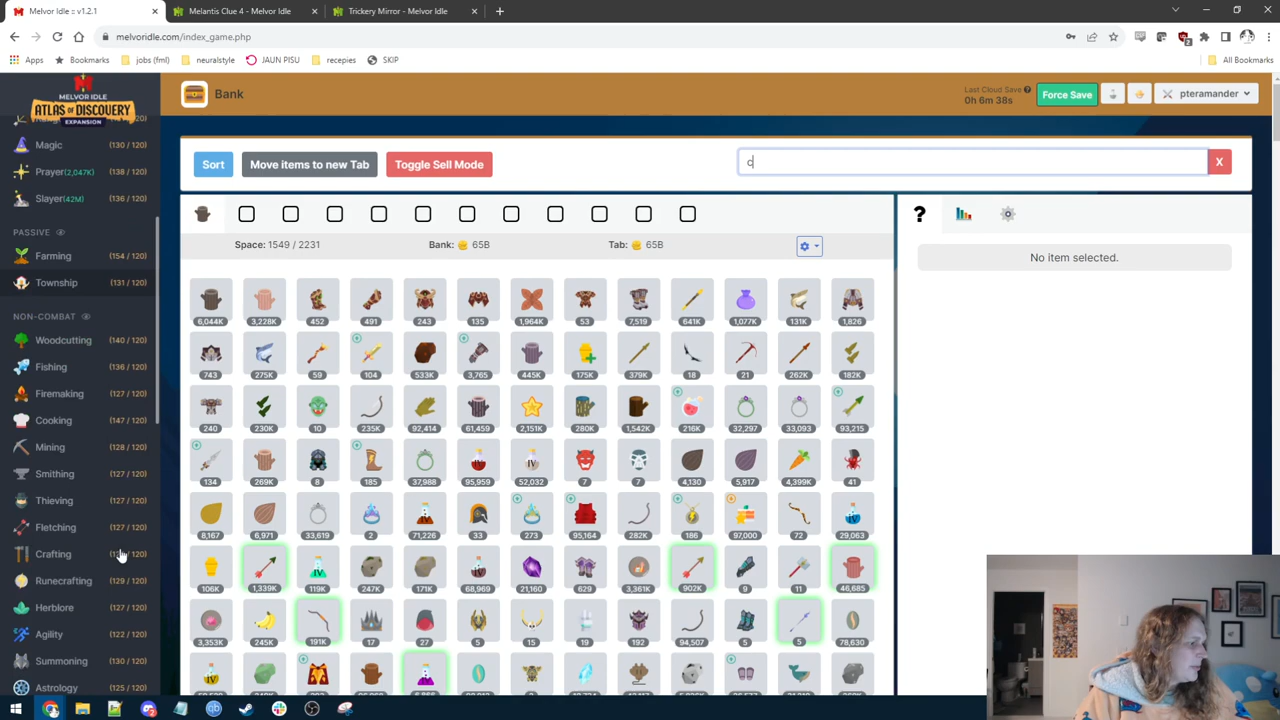 Melvor Idle :: v1.2.1
Melantis Clue 4 - Melvor Idle
Trickery Mirror - Melvor Idle
melvoridle.com/index_game.php
Apps
Bookmarks
jobs (fml)
neuralstyle
JAUN PISU
recepies
SKIP
All Bookmarks
MELVOR IDLE
ATLAS OF DISCOVERY
EXPANSION
Bank
Last Cloud Save
0h 6m 38s
Force Save
pteramander
Magic (130 / 120)
Prayer (2,047K) (138 / 120)
Slayer (42M) (136 / 120)
PASSIVE
Farming (154 / 120)
Township (131 / 120)
NON-COMBAT
Woodcutting (140 / 120)
Fishing (136 / 120)
Firemaking (127 / 120)
Cooking (147 / 120)
Mining (128 / 120)
Smithing (127 / 120)
Thieving (127 / 120)
Fletching (127 / 120)
Crafting
Runecrafting (129 / 120)
Herblore (127 / 120)
Agility (122 / 120)
Summoning (130 / 120)
Astrology (125 / 120)
Sort
Move items to new Tab
Toggle Sell Mode
c
X
Space: 1549 / 2231
Bank: 65B
Tab: 65B
?
No item selected.
6,044K 3,228K 452 491 243 135 1,964K 53 7,519 641K 1,077K 131K 1,826
743 275K 59 104 533K 3,765 445K 175K 379K 18 21 262K 182K
240 230K 10 235K 92,414 61,459 2,151K 280K 1,542K 216K 32,297 33,093 93,215
134 269K 8 185 37,988 95,959 52,032 7 7 4,130 5,917 4,399K 41
8,167 6,971 33,619 2 71,226 33 273 95,164 282K 186 97,000 72 29,063
106K 1,339K 119K 247K 171K 68,969 21,160 629 3,361K 902K 9 11 46,685
3,353K 245K 191K 17 27 5 15 19 192 94,507 5 5 78,630